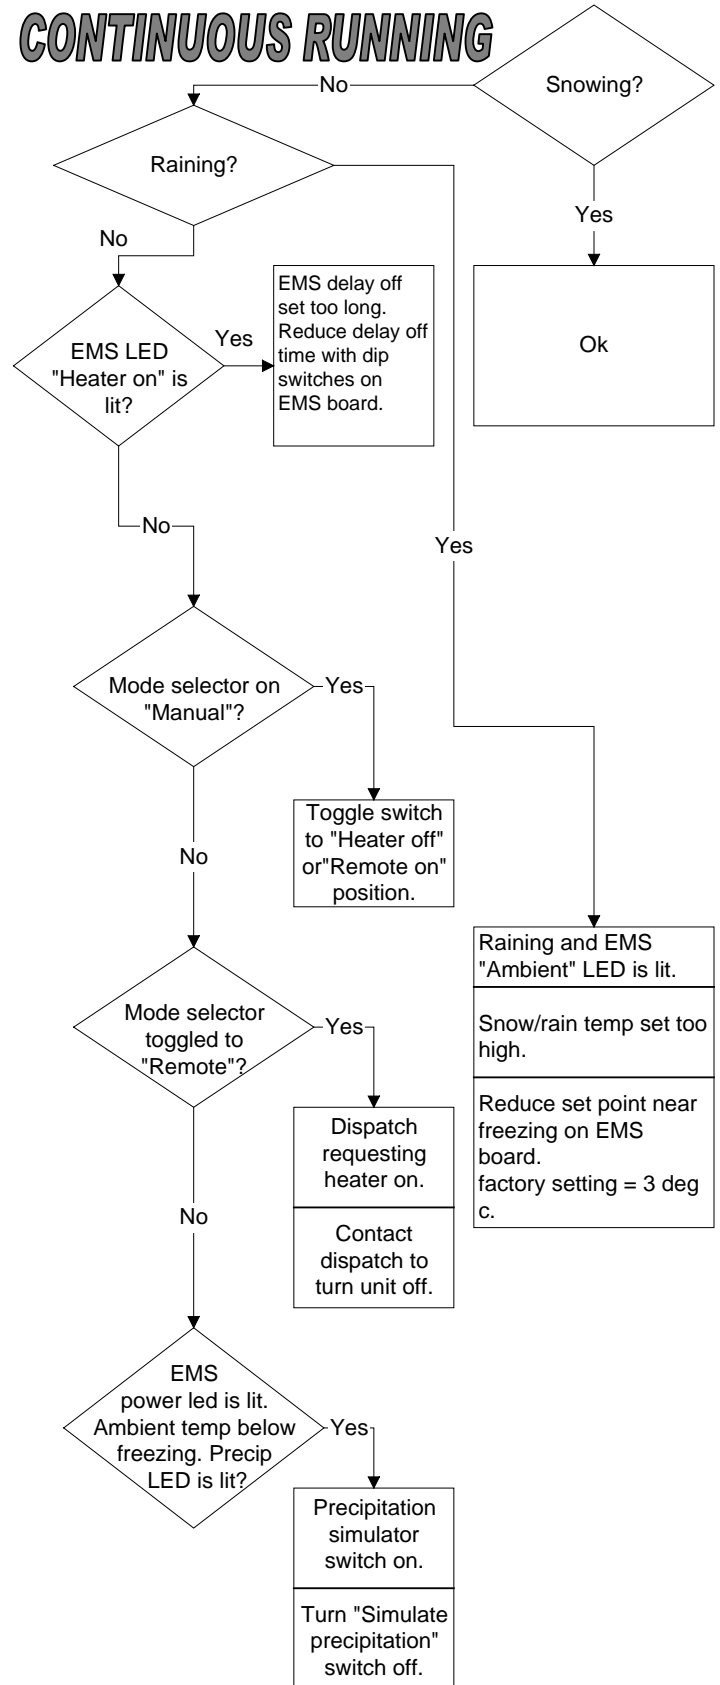 CONTINUOUS RUNNING
Snowing?
No
Raining?
Yes
No
Ok
EMS LED
"Heater on" is
lit?
Yes
EMS delay off
set too long.
Reduce delay off
time with dip
switches on
EMS board.
No
Yes
Mode selector on
"Manual"?
Yes
Toggle switch
to "Heater off"
or"Remote on"
position.
No
Raining and EMS
"Ambient" LED is lit.
Snow/rain temp set too
high.
Reduce set point near
freezing on EMS
board.
factory setting = 3 deg
c.
Mode selector
toggled to
"Remote"?
Yes
Dispatch
requesting
heater on.
Contact
dispatch to
turn unit off.
No
EMS
power led is lit.
Ambient temp below
freezing. Precip
LED is lit?
Yes
Precipitation
simulator
switch on.
Turn "Simulate
precipitation"
switch off.